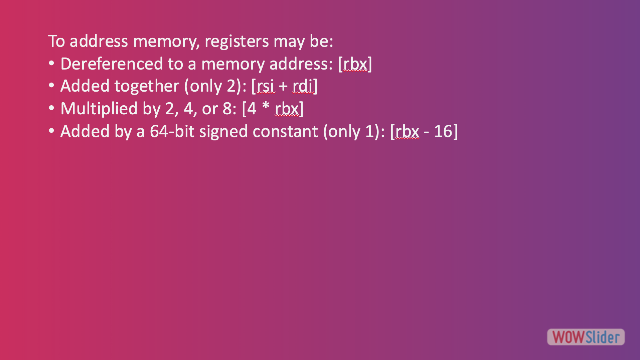 To address memory, registers may be:
• Dereferenced to a memory address: [rbx]
• Added together (only 2): [rsi + rdi]
• Multiplied by 2, 4, or 8: [4 * rbx]
• Added by a 64-bit signed constant (only 1): [rbx - 16]
WOWSlider